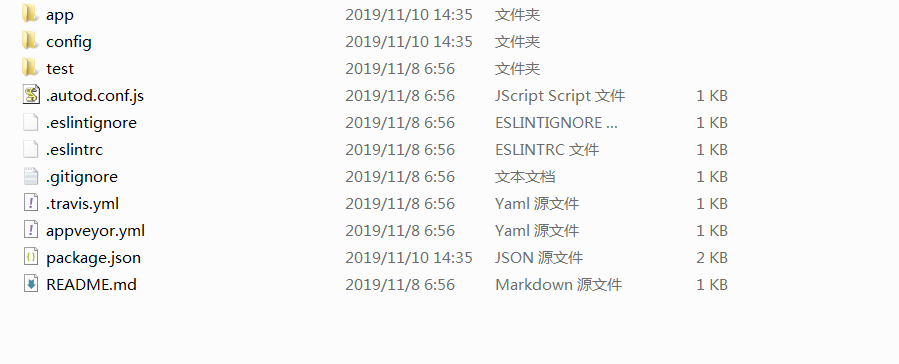 app 2019/11/10 14:35 文件夹
config 2019/11/10 14:35 文件夹
test 2019/11/8 6:56 文件夹
.autod.conf.js 2019/11/8 6:56 JScript Script 文件 1 KB
.eslintignore 2019/11/8 6:56 ESLINTIGNORE ... 1 KB
.eslintrc 2019/11/8 6:56 ESLINTRC 文件 1 KB
.gitignore 2019/11/8 6:56 文本文档 1 KB
.travis.yml 2019/11/8 6:56 Yaml 源文件 1 KB
appveyor.yml 2019/11/8 6:56 Yaml 源文件 1 KB
package.json 2019/11/10 14:35 JSON 源文件 2 KB
README.md 2019/11/8 6:56 Markdown 源文件 1 KB